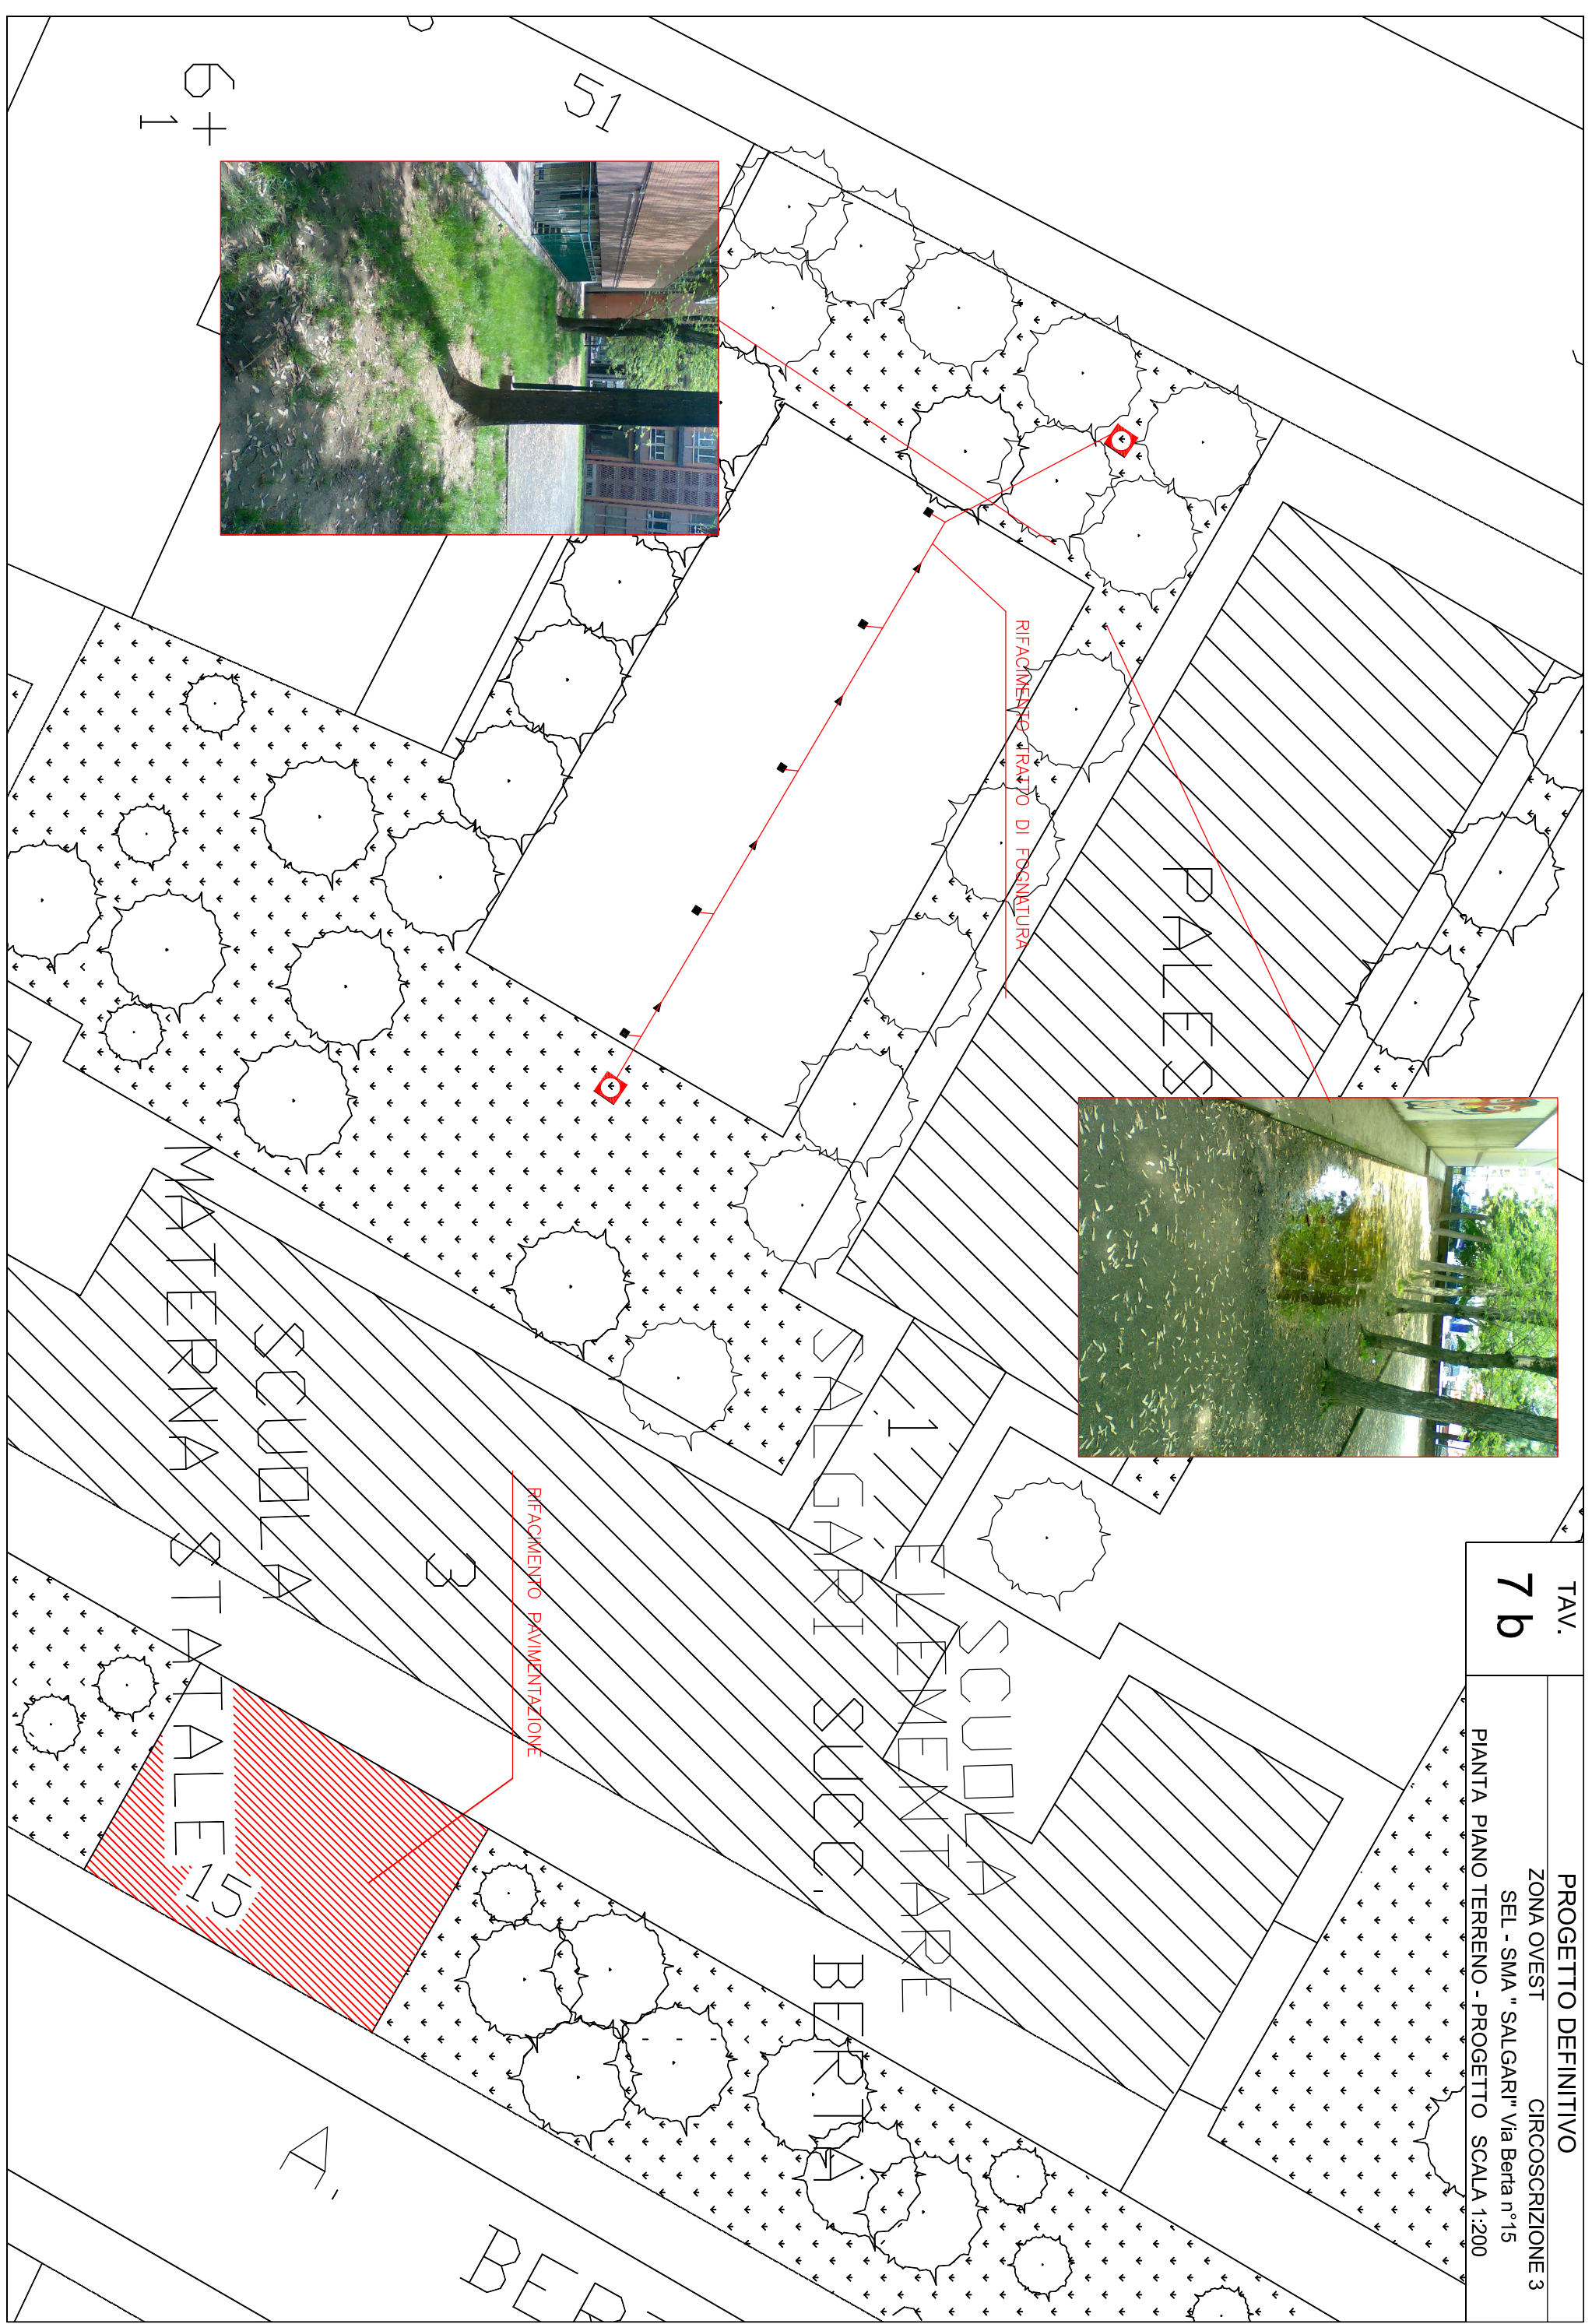 TAV.
7 b
PROGETTO DEFINITIVO
ZONA OVEST CIRCOSCRIZIONE 3
SEL - SMA " SALGARI" Via Berta n°15
PIANTA PIANO TERRENO - PROGETTO SCALA 1:200
51
6+
1
RIFACIMENTO TRATTO DI FOGNATURA
PALES
1
SCUOLA
ELEMENTARE
SALGARI SUCC. BERTA
RIFACIMENTO PAVIMENTAZIONE
3
SCUOLA
MATERNA STATALE
15
A.
BER